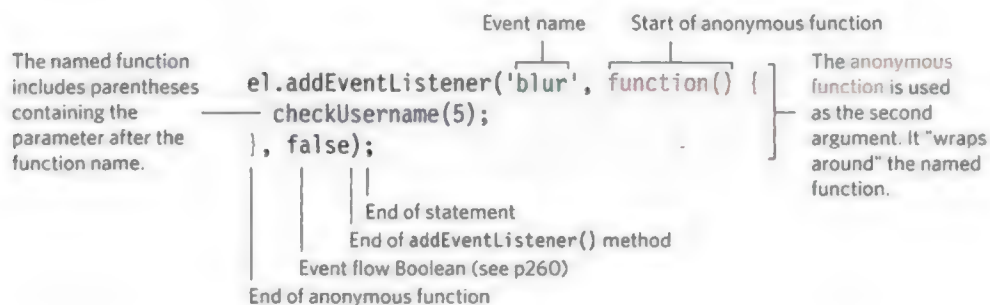 Event name
Start of anonymous function
The named function
includes parentheses
containing the
parameter after the
function name.
el.addEventListener('blur', function() {
checkUsername(5);
}, false);
The anonymous
function is used
as the second
argument. It "wraps
around" the named
function.
End of statement
End of addEventListener() method
Event flow Boolean (see p260)
End of anonymous function